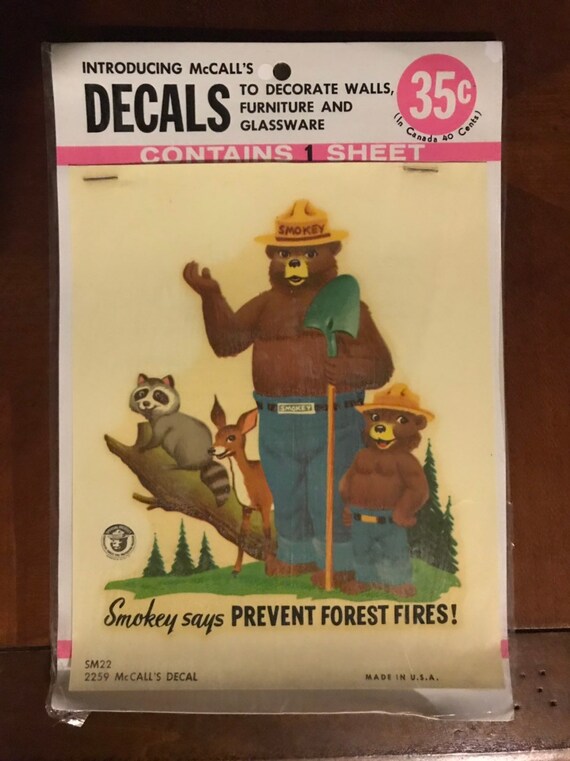 INTRODUCING McCALL'S
DECALS
TO DECORATE WALLS,
FURNITURE AND
GLASSWARE
35¢
(In Canada 40 Cents)
CONTAINS 1 SHEET
SMOKEY
SMOKEY
Smokey says PREVENT FOREST FIRES!
SM22
2259 McCALL'S DECAL
MADE IN U.S.A.